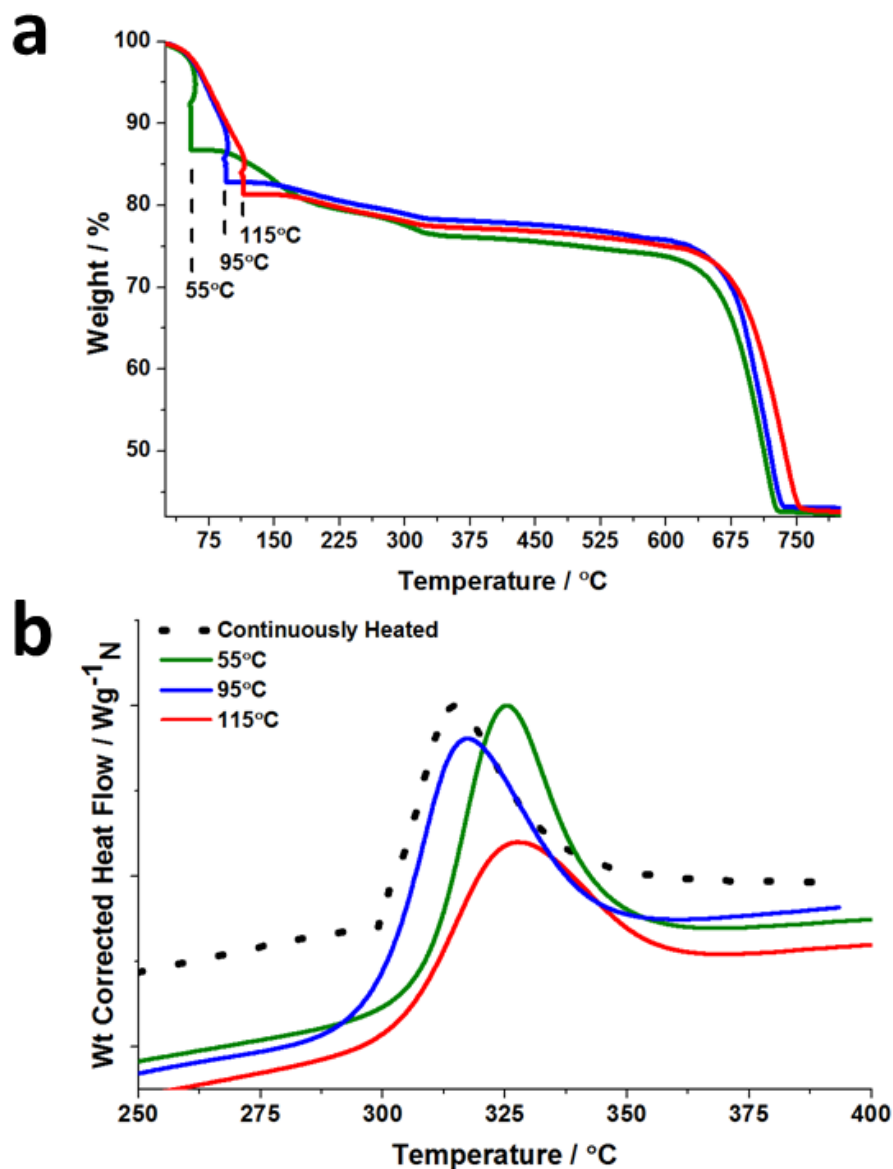 a
100
90
80
70
60
50
Weight / %
115°C
95°C
55°C
75 150 225 300 375 450 525 600 675 750
Temperature / °C
b
Continuously Heated
55°C
95°C
115°C
Wt Corrected Heat Flow / Wg⁻¹N
250 275 300 325 350 375 400
Temperature / °C